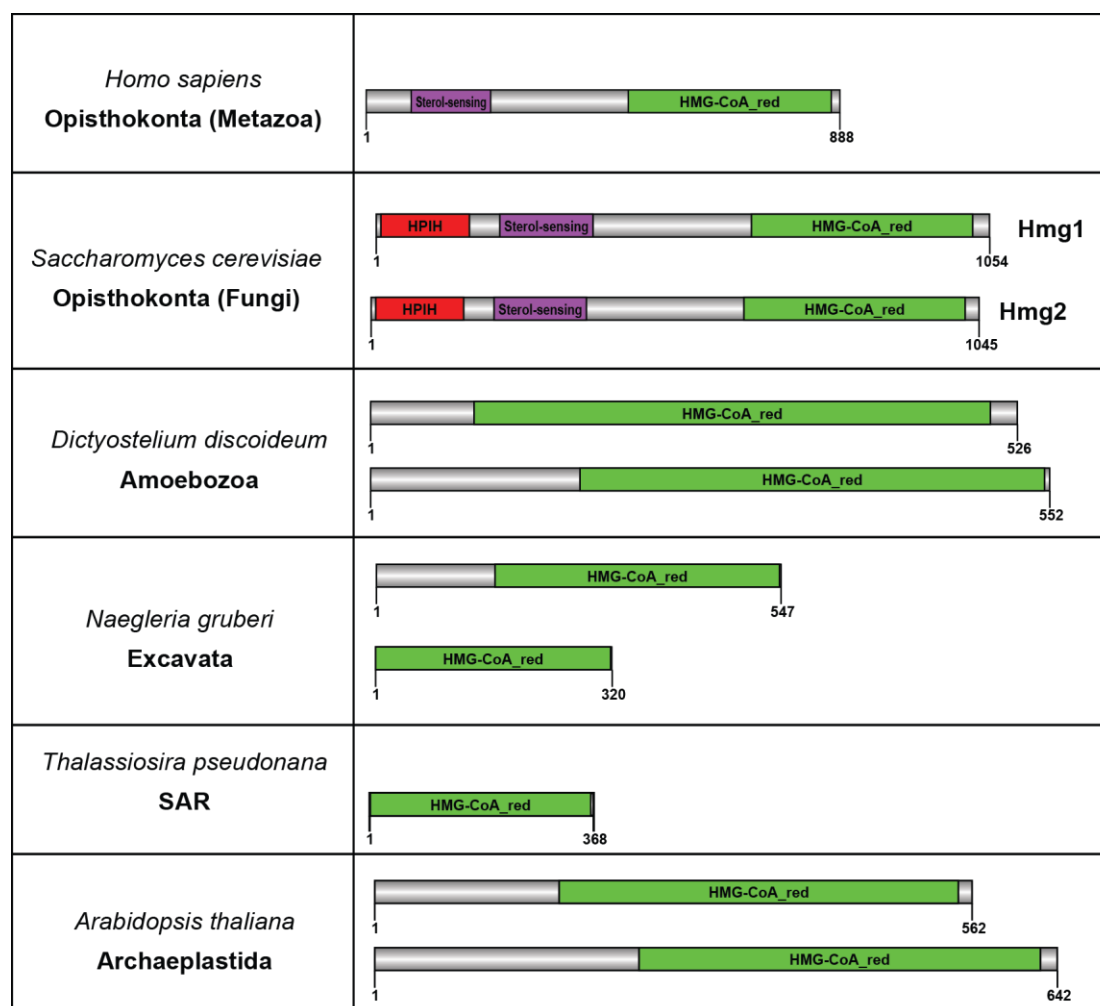 Homo sapiens
Opisthokonta (Metazoa)
Sterol-sensing HMG-CoA_red
1 888
Saccharomyces cerevisiae
Opisthokonta (Fungi)
HPIH Sterol-sensing HMG-CoA_red Hmg1
1 1054
HPIH Sterol-sensing HMG-CoA_red Hmg2
1 1045
Dictyostelium discoideum
Amoebozoa
HMG-CoA_red
1 526
HMG-CoA_red
1 552
Naegleria gruberi
Excavata
HMG-CoA_red
1 547
HMG-CoA_red
1 320
Thalassiosira pseudonana
SAR
HMG-CoA_red
1 368
Arabidopsis thaliana
Archaeplastida
HMG-CoA_red
1 562
HMG-CoA_red
1 642